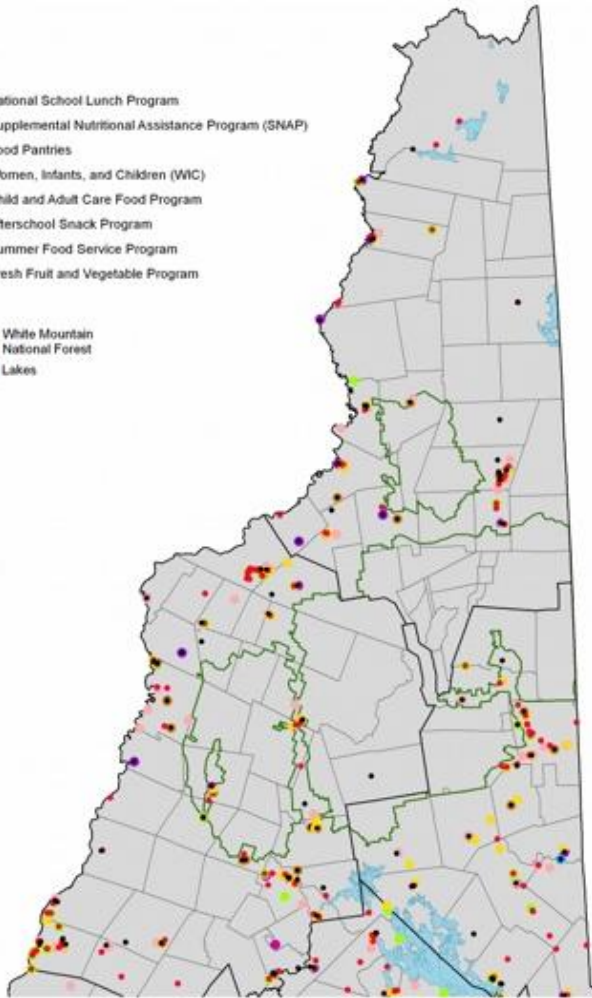 ational School Lunch Program
upplemental Nutritional Assistance Program (SNAP)
ood Pantries
omen, Infants, and Children (WIC)
hild and Adult Care Food Program
fterschool Snack Program
ummer Food Service Program
resh Fruit and Vegetable Program
White Mountain
National Forest
Lakes